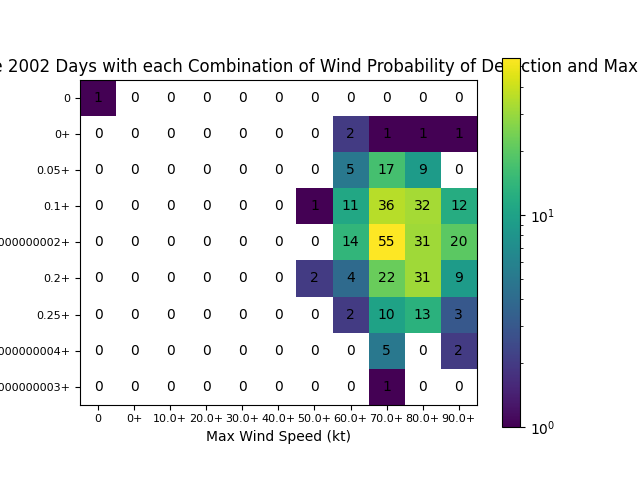 2002 Days with each Combination of Wind Probability of Detection and Max
0 1 0 0 0 0 0 0 0 0 0 0
0+ 0 0 0 0 0 0 0 2 1 1 1
0.05+ 0 0 0 0 0 0 0 5 17 9 0
0.1+ 0 0 0 0 0 0 1 11 36 32 12
000000002+ 0 0 0 0 0 0 0 14 55 31 20
0.2+ 0 0 0 0 0 0 2 4 22 31 9
0.25+ 0 0 0 0 0 0 0 2 10 13 3
000000004+ 0 0 0 0 0 0 0 0 5 0 2
000000003+ 0 0 0 0 0 0 0 0 1 0 0
0 0+ 10.0+ 20.0+ 30.0+ 40.0+ 50.0+ 60.0+ 70.0+ 80.0+ 90.0+
Max Wind Speed (kt)
10¹
10⁰